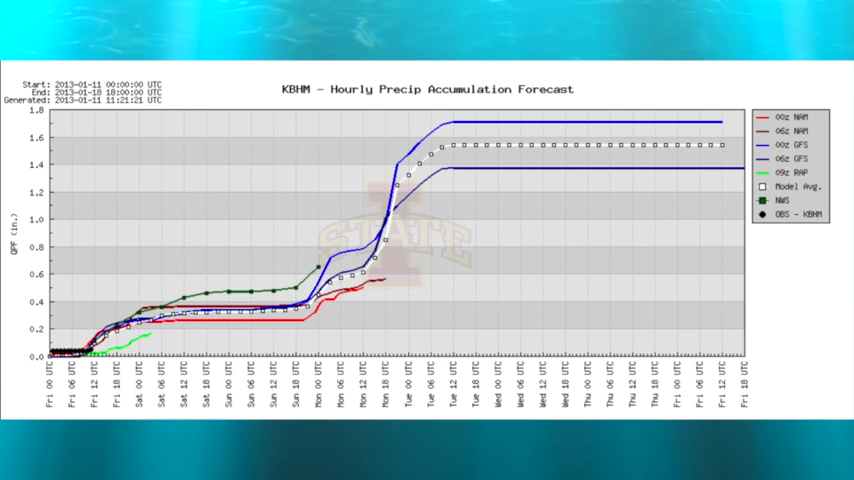 Start: 2013-01-11 00:00:00 UTC
End: 2013-01-18 18:00:00 UTC
Generated: 2013-01-11 11:21:21 UTC
KBHM - Hourly Precip Accumulation Forecast
1.8
1.6
1.4
1.2
1.0
0.8
0.6
0.4
0.2
0.0
QPF (in.)
STATE
00z NAM
06z NAM
00z GFS
06z GFS
09z RAP
Model Avg.
NWS
OBS - KBHM
Fri 00 UTC
Fri 06 UTC
Fri 12 UTC
Fri 18 UTC
Sat 00 UTC
Sat 06 UTC
Sat 12 UTC
Sat 18 UTC
Sun 00 UTC
Sun 06 UTC
Sun 12 UTC
Sun 18 UTC
Mon 00 UTC
Mon 06 UTC
Mon 12 UTC
Mon 18 UTC
Tue 00 UTC
Tue 06 UTC
Tue 12 UTC
Tue 18 UTC
Wed 00 UTC
Wed 06 UTC
Wed 12 UTC
Wed 18 UTC
Thu 00 UTC
Thu 06 UTC
Thu 12 UTC
Thu 18 UTC
Fri 00 UTC
Fri 06 UTC
Fri 12 UTC
Fri 18 UTC